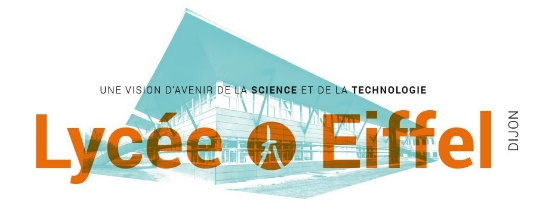 UNE VISION D'AVENIR DE LA SCIENCE ET DE LA TECHNOLOGIE
Lycée Eiffel
DIJON